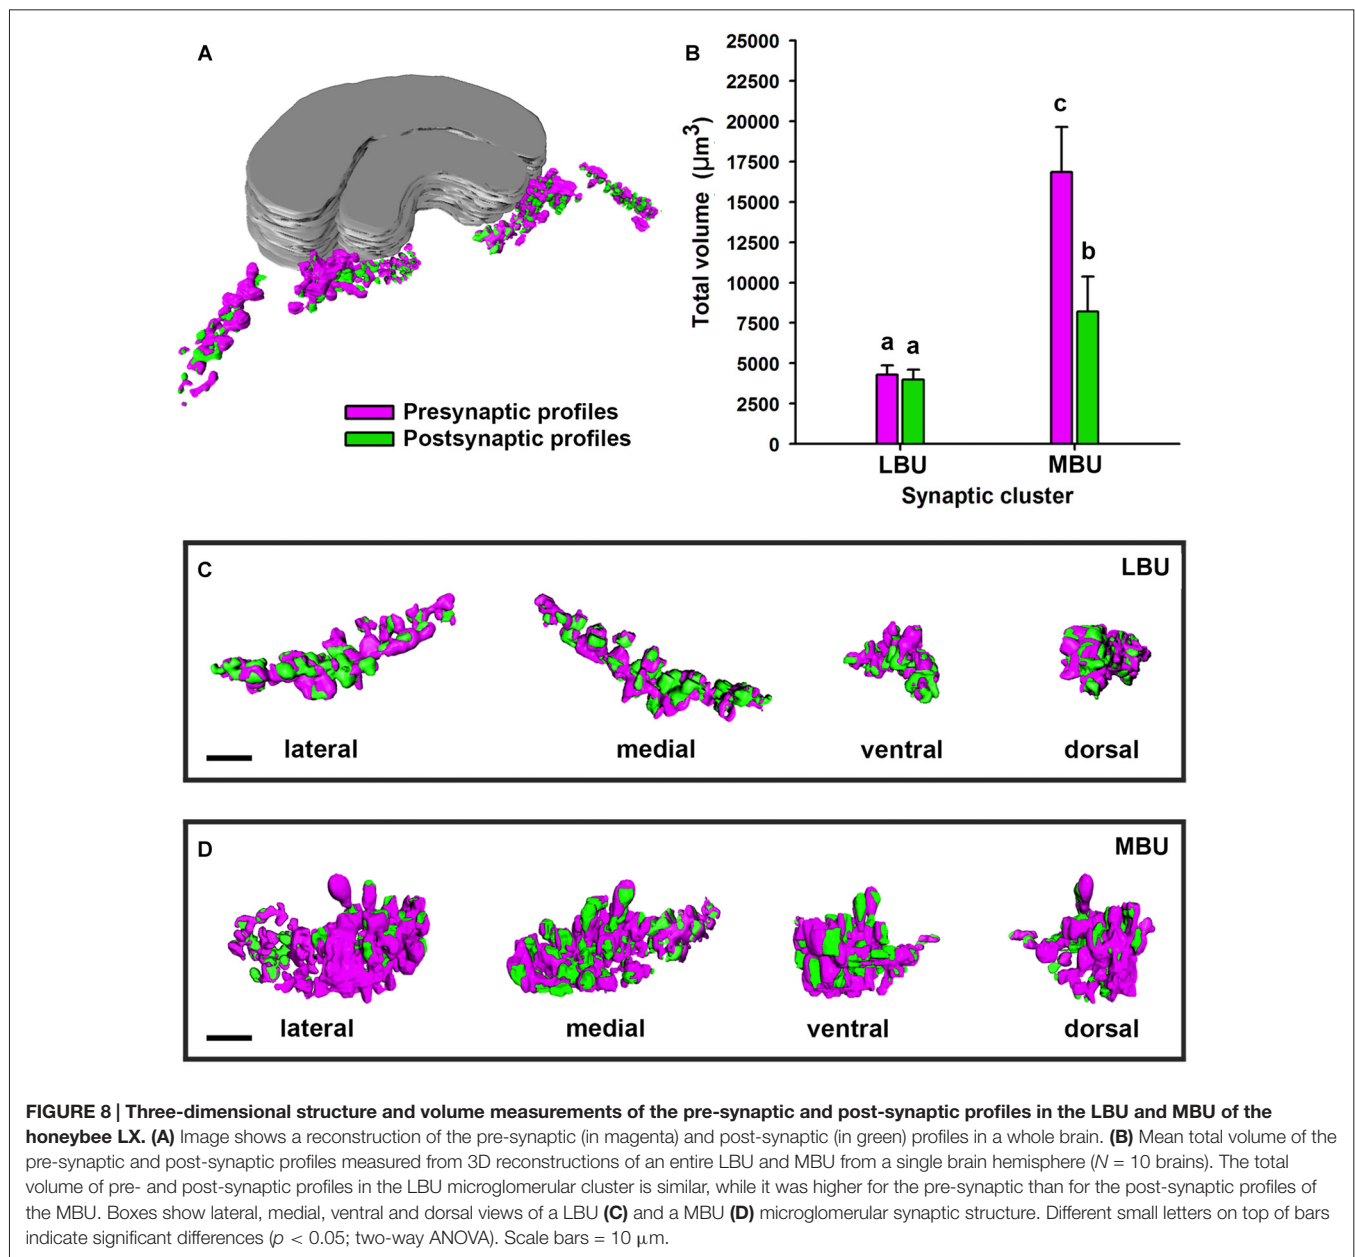 A
Presynaptic profiles
Postsynaptic profiles
B
25000
22500
20000
17500
15000
12500
10000
7500
5000
2500
0
Total volume (µm³)
a
a
c
b
LBU
MBU
Synaptic cluster
C
LBU
lateral
medial
ventral
dorsal
D
MBU
lateral
medial
ventral
dorsal
FIGURE 8 | Three-dimensional structure and volume measurements of the pre-synaptic and post-synaptic profiles in the LBU and MBU of the
honeybee LX. (A) Image shows a reconstruction of the pre-synaptic (in magenta) and post-synaptic (in green) profiles in a whole brain. (B) Mean total volume of the
pre-synaptic and post-synaptic profiles measured from 3D reconstructions of an entire LBU and MBU from a single brain hemisphere (N = 10 brains). The total
volume of pre- and post-synaptic profiles in the LBU microglomerular cluster is similar, while it was higher for the pre-synaptic than for the post-synaptic profiles of
the MBU. Boxes show lateral, medial, ventral and dorsal views of a LBU (C) and a MBU (D) microglomerular synaptic structure. Different small letters on top of bars
indicate significant differences (p < 0.05; two-way ANOVA). Scale bars = 10 µm.